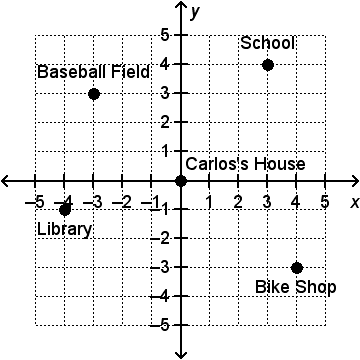 y
5
School
Baseball Field
4
3
2
1
Carlos's House
–5 –4 –3 –2 –1 1 2 3 4 5 x
–1
Library
–2
–3
Bike Shop
–4
–5